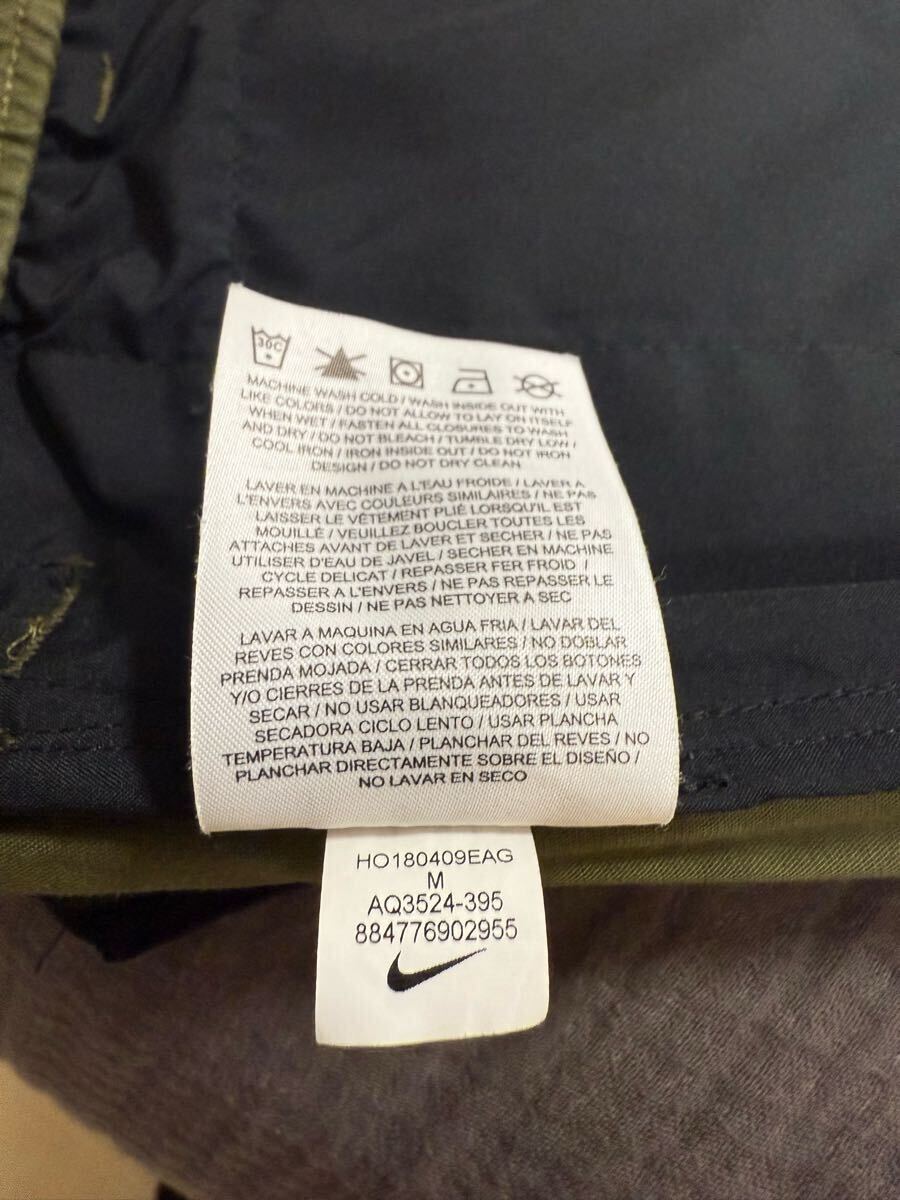 30C
MACHINE WASH COLD / WASH INSIDE OUT WITH
LIKE COLORS / DO NOT ALLOW TO LAY ON ITSELF
WHEN WET / FASTEN ALL CLOSURES TO WASH
AND DRY / DO NOT BLEACH / TUMBLE DRY LOW /
COOL IRON / IRON INSIDE OUT / DO NOT IRON
DESIGN / DO NOT DRY CLEAN
LAVER EN MACHINE A L'EAU FROIDE / LAVER A
L'ENVERS AVEC COULEURS SIMILAIRES / NE PAS
LAISSER LE VÊTEMENT PLIÉ LORSQU'IL EST
MOUILLÉ / VEUILLEZ BOUCLER TOUTES LES
ATTACHES AVANT DE LAVER ET SECHER / NE PAS
UTILISER D'EAU DE JAVEL / SECHER EN MACHINE
CYCLE DELICAT / REPASSER FER FROID /
REPASSER A L'ENVERS / NE PAS REPASSER LE
DESSIN / NE PAS NETTOYER A SEC
LAVAR A MAQUINA EN AGUA FRIA / LAVAR DEL
REVES CON COLORES SIMILARES / NO DOBLAR
PRENDA MOJADA / CERRAR TODOS LOS BOTONES
Y/O CIERRES DE LA PRENDA ANTES DE LAVAR Y
SECAR / NO USAR BLANQUEADORES / USAR
SECADORA CICLO LENTO / USAR PLANCHA
TEMPERATURA BAJA / PLANCHAR DEL REVES / NO
PLANCHAR DIRECTAMENTE SOBRE EL DISEÑO /
NO LAVAR EN SECO
HO180409EAG
M
AQ3524-395
884776902955